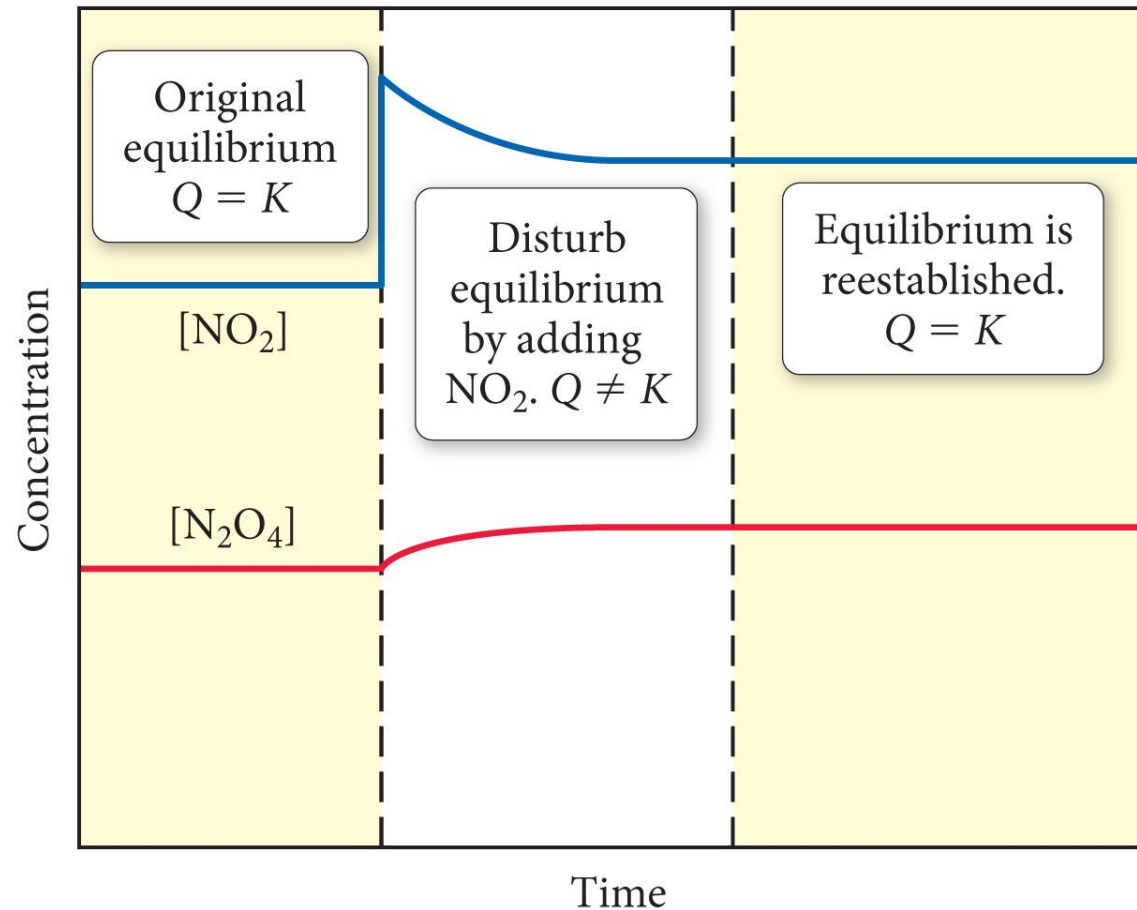 Original
equilibrium
Q = K
[NO₂]
[N₂O₄]
Disturb
equilibrium
by adding
NO₂. Q ≠ K
Equilibrium is
reestablished.
Q = K
Concentration
Time